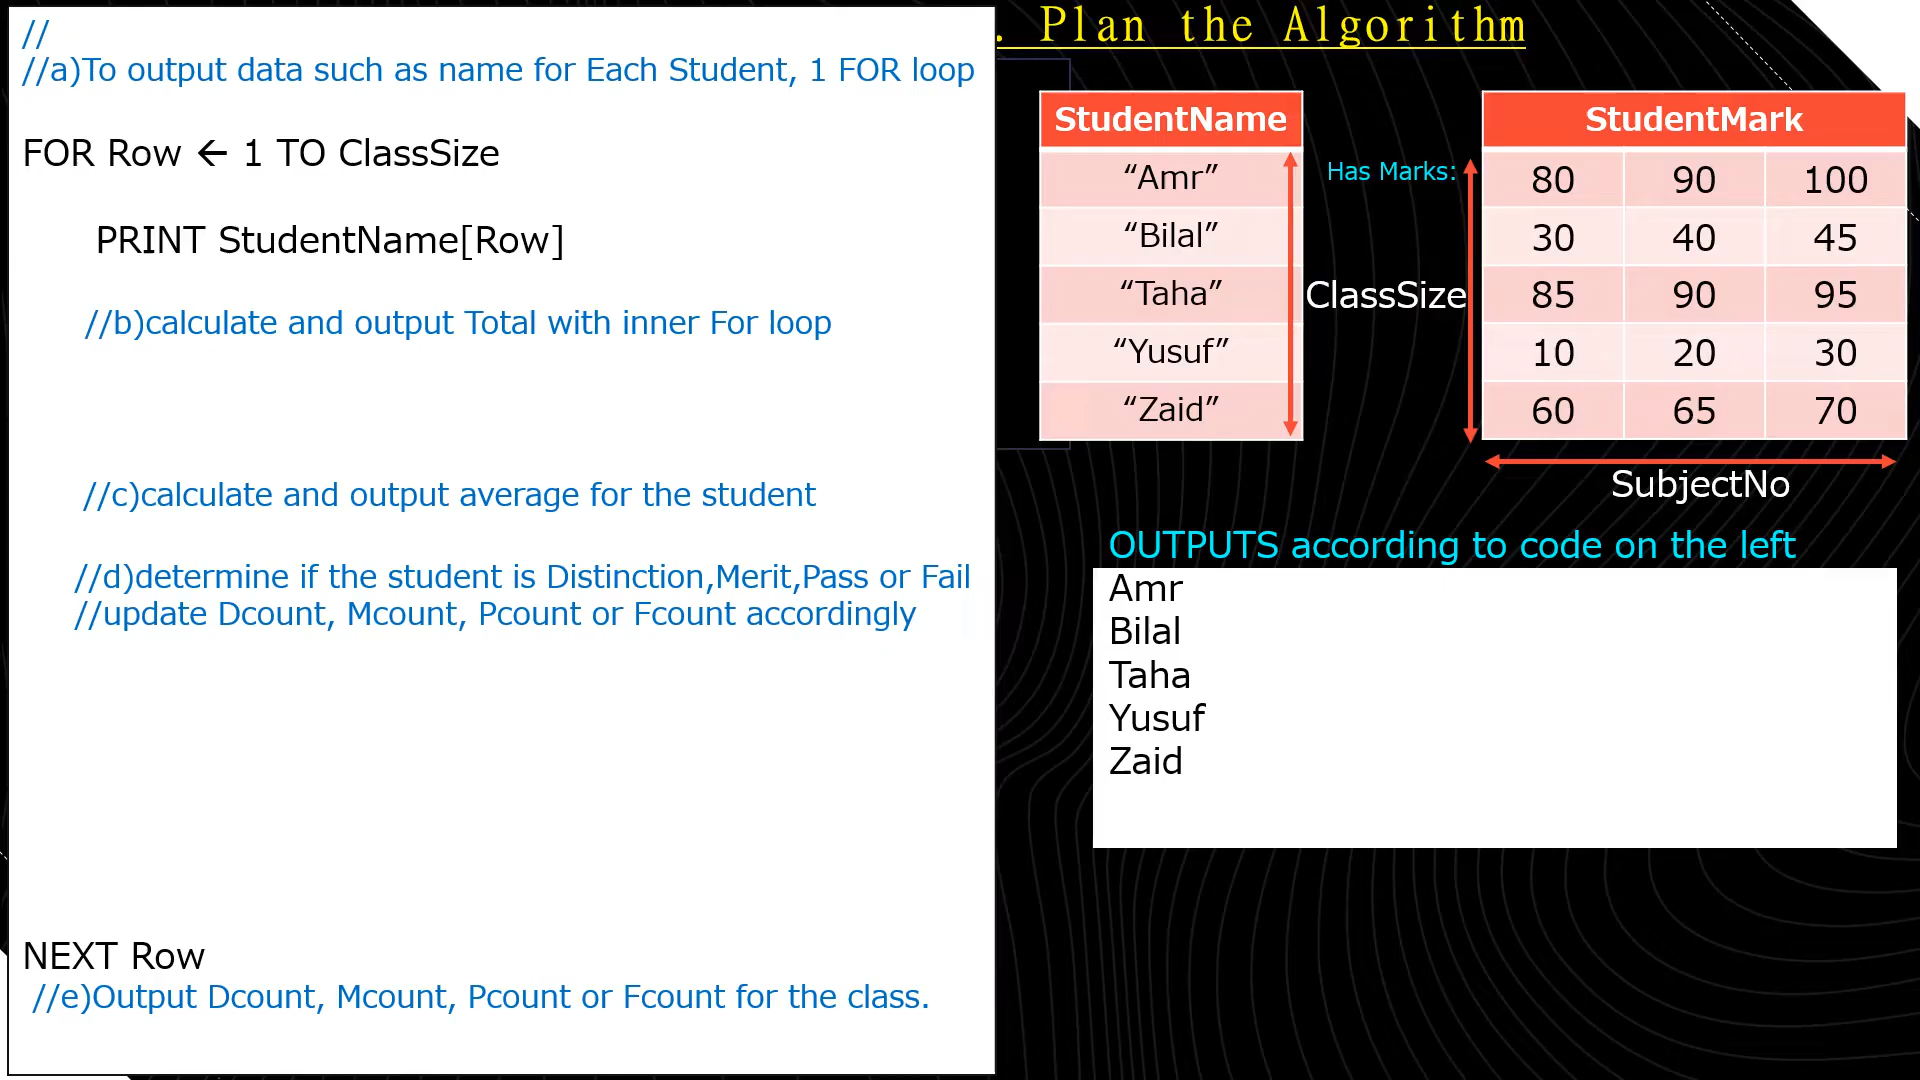 //
//a)To output data such as name for Each Student, 1 FOR loop
FOR Row ← 1 TO ClassSize
PRINT StudentName[Row]
//b)calculate and output Total with inner For loop
//c)calculate and output average for the student
//d)determine if the student is Distinction,Merit,Pass or Fail
//update Dcount, Mcount, Pcount or Fcount accordingly
NEXT Row
//e)Output Dcount, Mcount, Pcount or Fcount for the class.
. Plan the Algorithm
StudentName
“Amr”
“Bilal”
“Taha”
“Yusuf”
“Zaid”
Has Marks:
ClassSize
StudentMark
80 90 100
30 40 45
85 90 95
10 20 30
60 65 70
SubjectNo
OUTPUTS according to code on the left
Amr
Bilal
Taha
Yusuf
Zaid